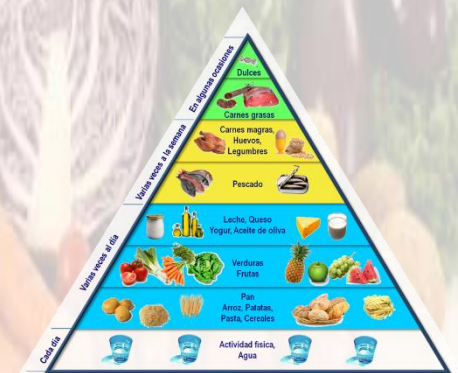 En algunas ocasiones
Dulces
Carnes grasas
Varias veces a la semana
Carnes magras,
Huevos,
Legumbres
Pescado
Varias veces al día
Leche, Queso
Yogur, Aceite de oliva
Verduras
Frutas
Pan
Arroz, Patatas,
Pasta, Cereales
Cada día
Actividad física,
Agua